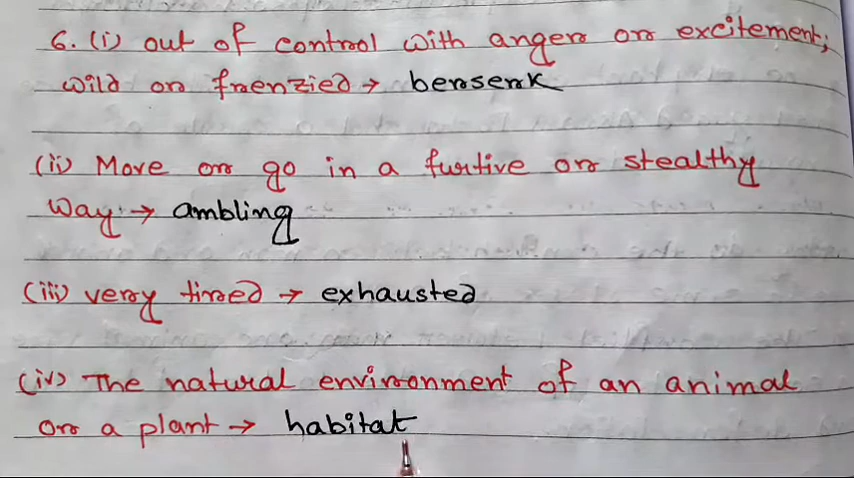 6. (i) out of control with anger or excitement;
wild or frenzied → berserk
(ii) Move or go in a furtive or stealthy
way → ambling
(iii) very tired → exhausted
(iv) The natural environment of an animal
or a plant → habitat